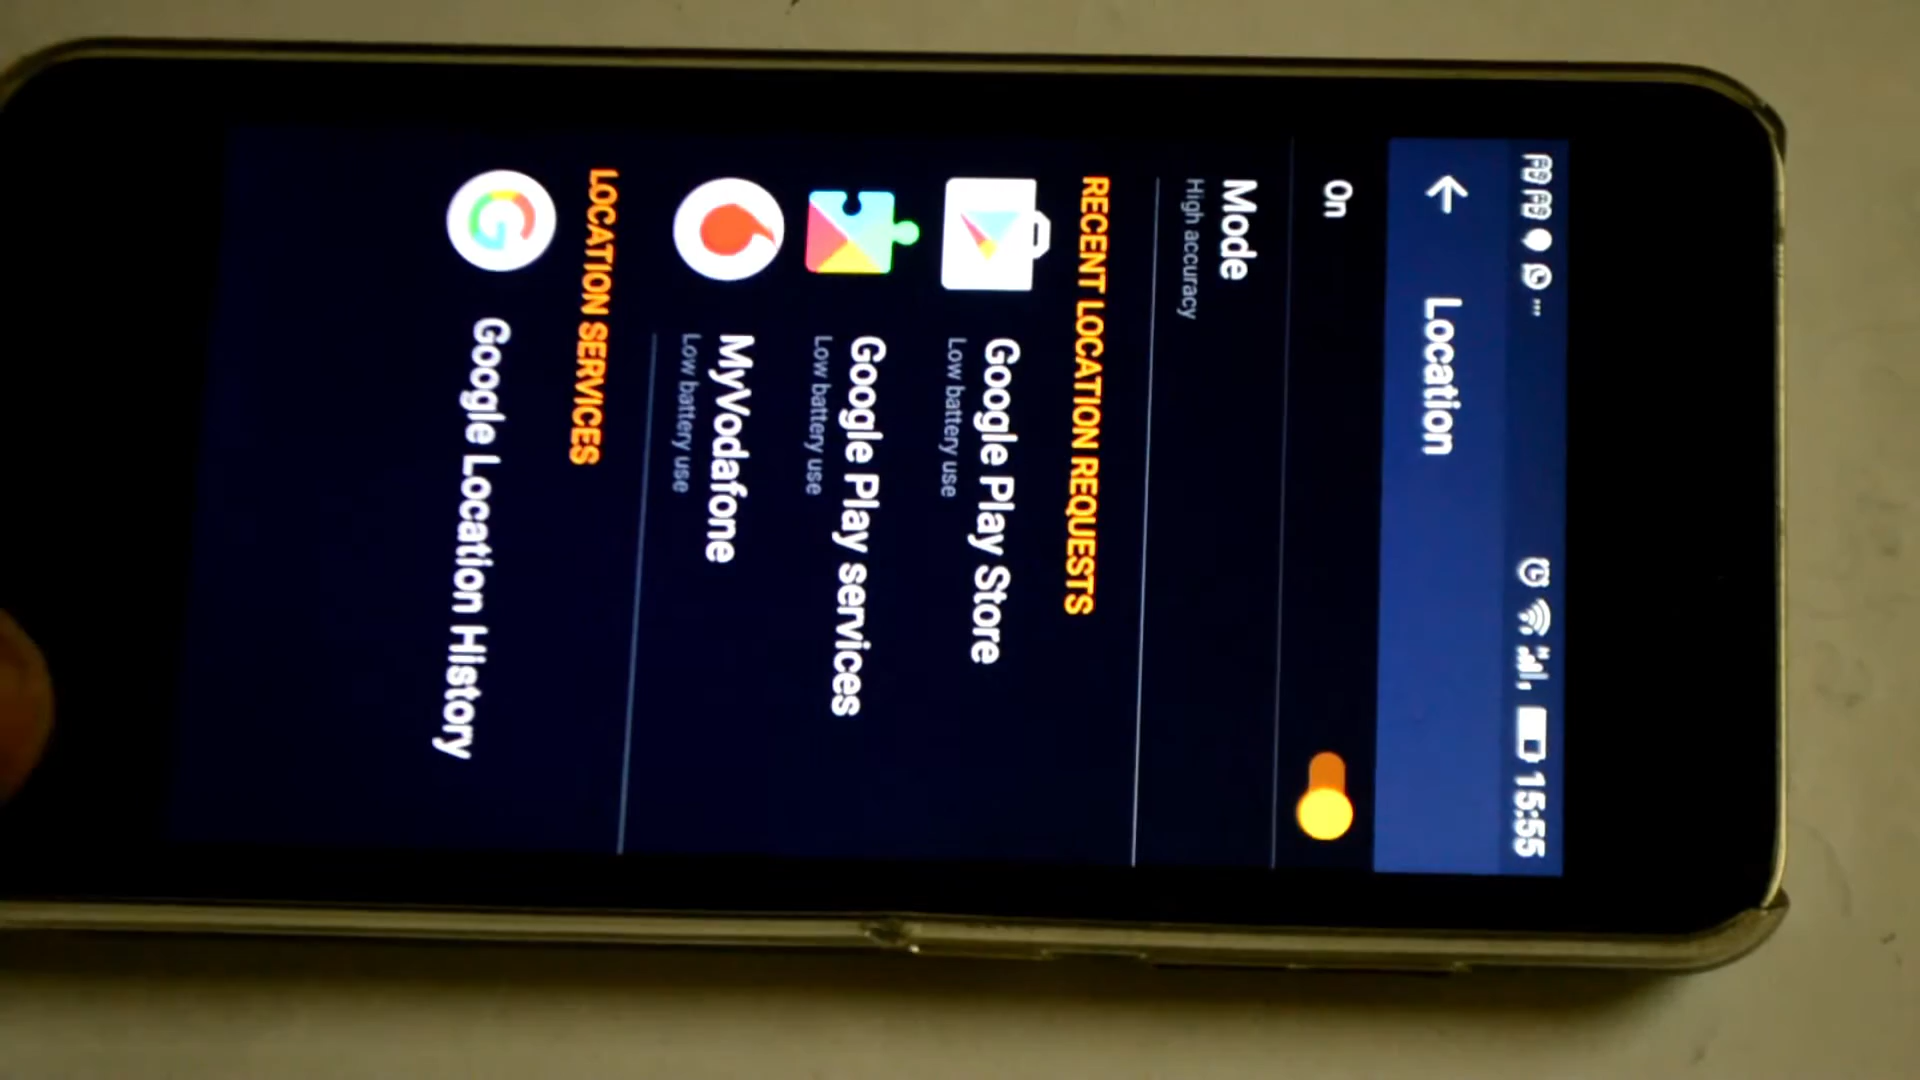 15:55
Location
On
Mode
High accuracy
RECENT LOCATION REQUESTS
Google Play Store
Low battery use
Google Play services
Low battery use
MyVodafone
Low battery use
LOCATION SERVICES
Google Location History